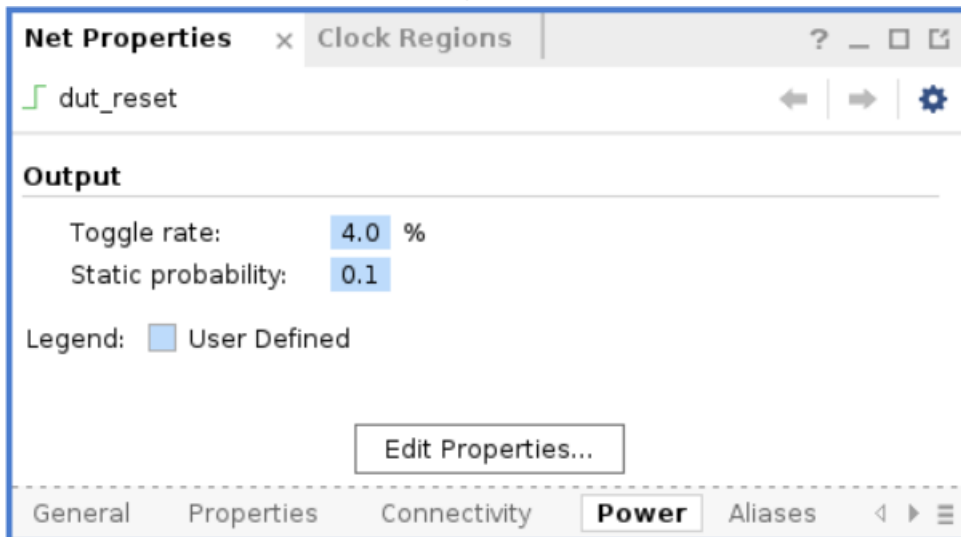 Net Properties × Clock Regions ?
dut_reset
Output
Toggle rate: 4.0 %
Static probability: 0.1
Legend: User Defined
Edit Properties...
General Properties Connectivity Power Aliases